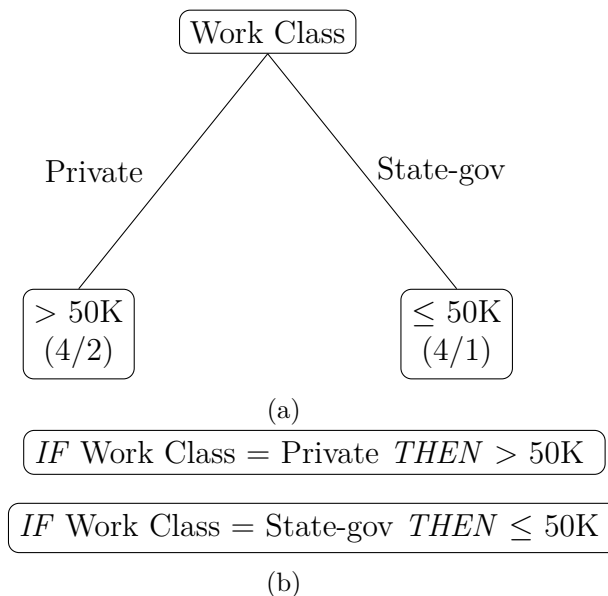 Work Class
Private
State-gov
> 50K
(4/2)
≤ 50K
(4/1)
(a)
IF Work Class = Private THEN > 50K
IF Work Class = State-gov THEN ≤ 50K
(b)